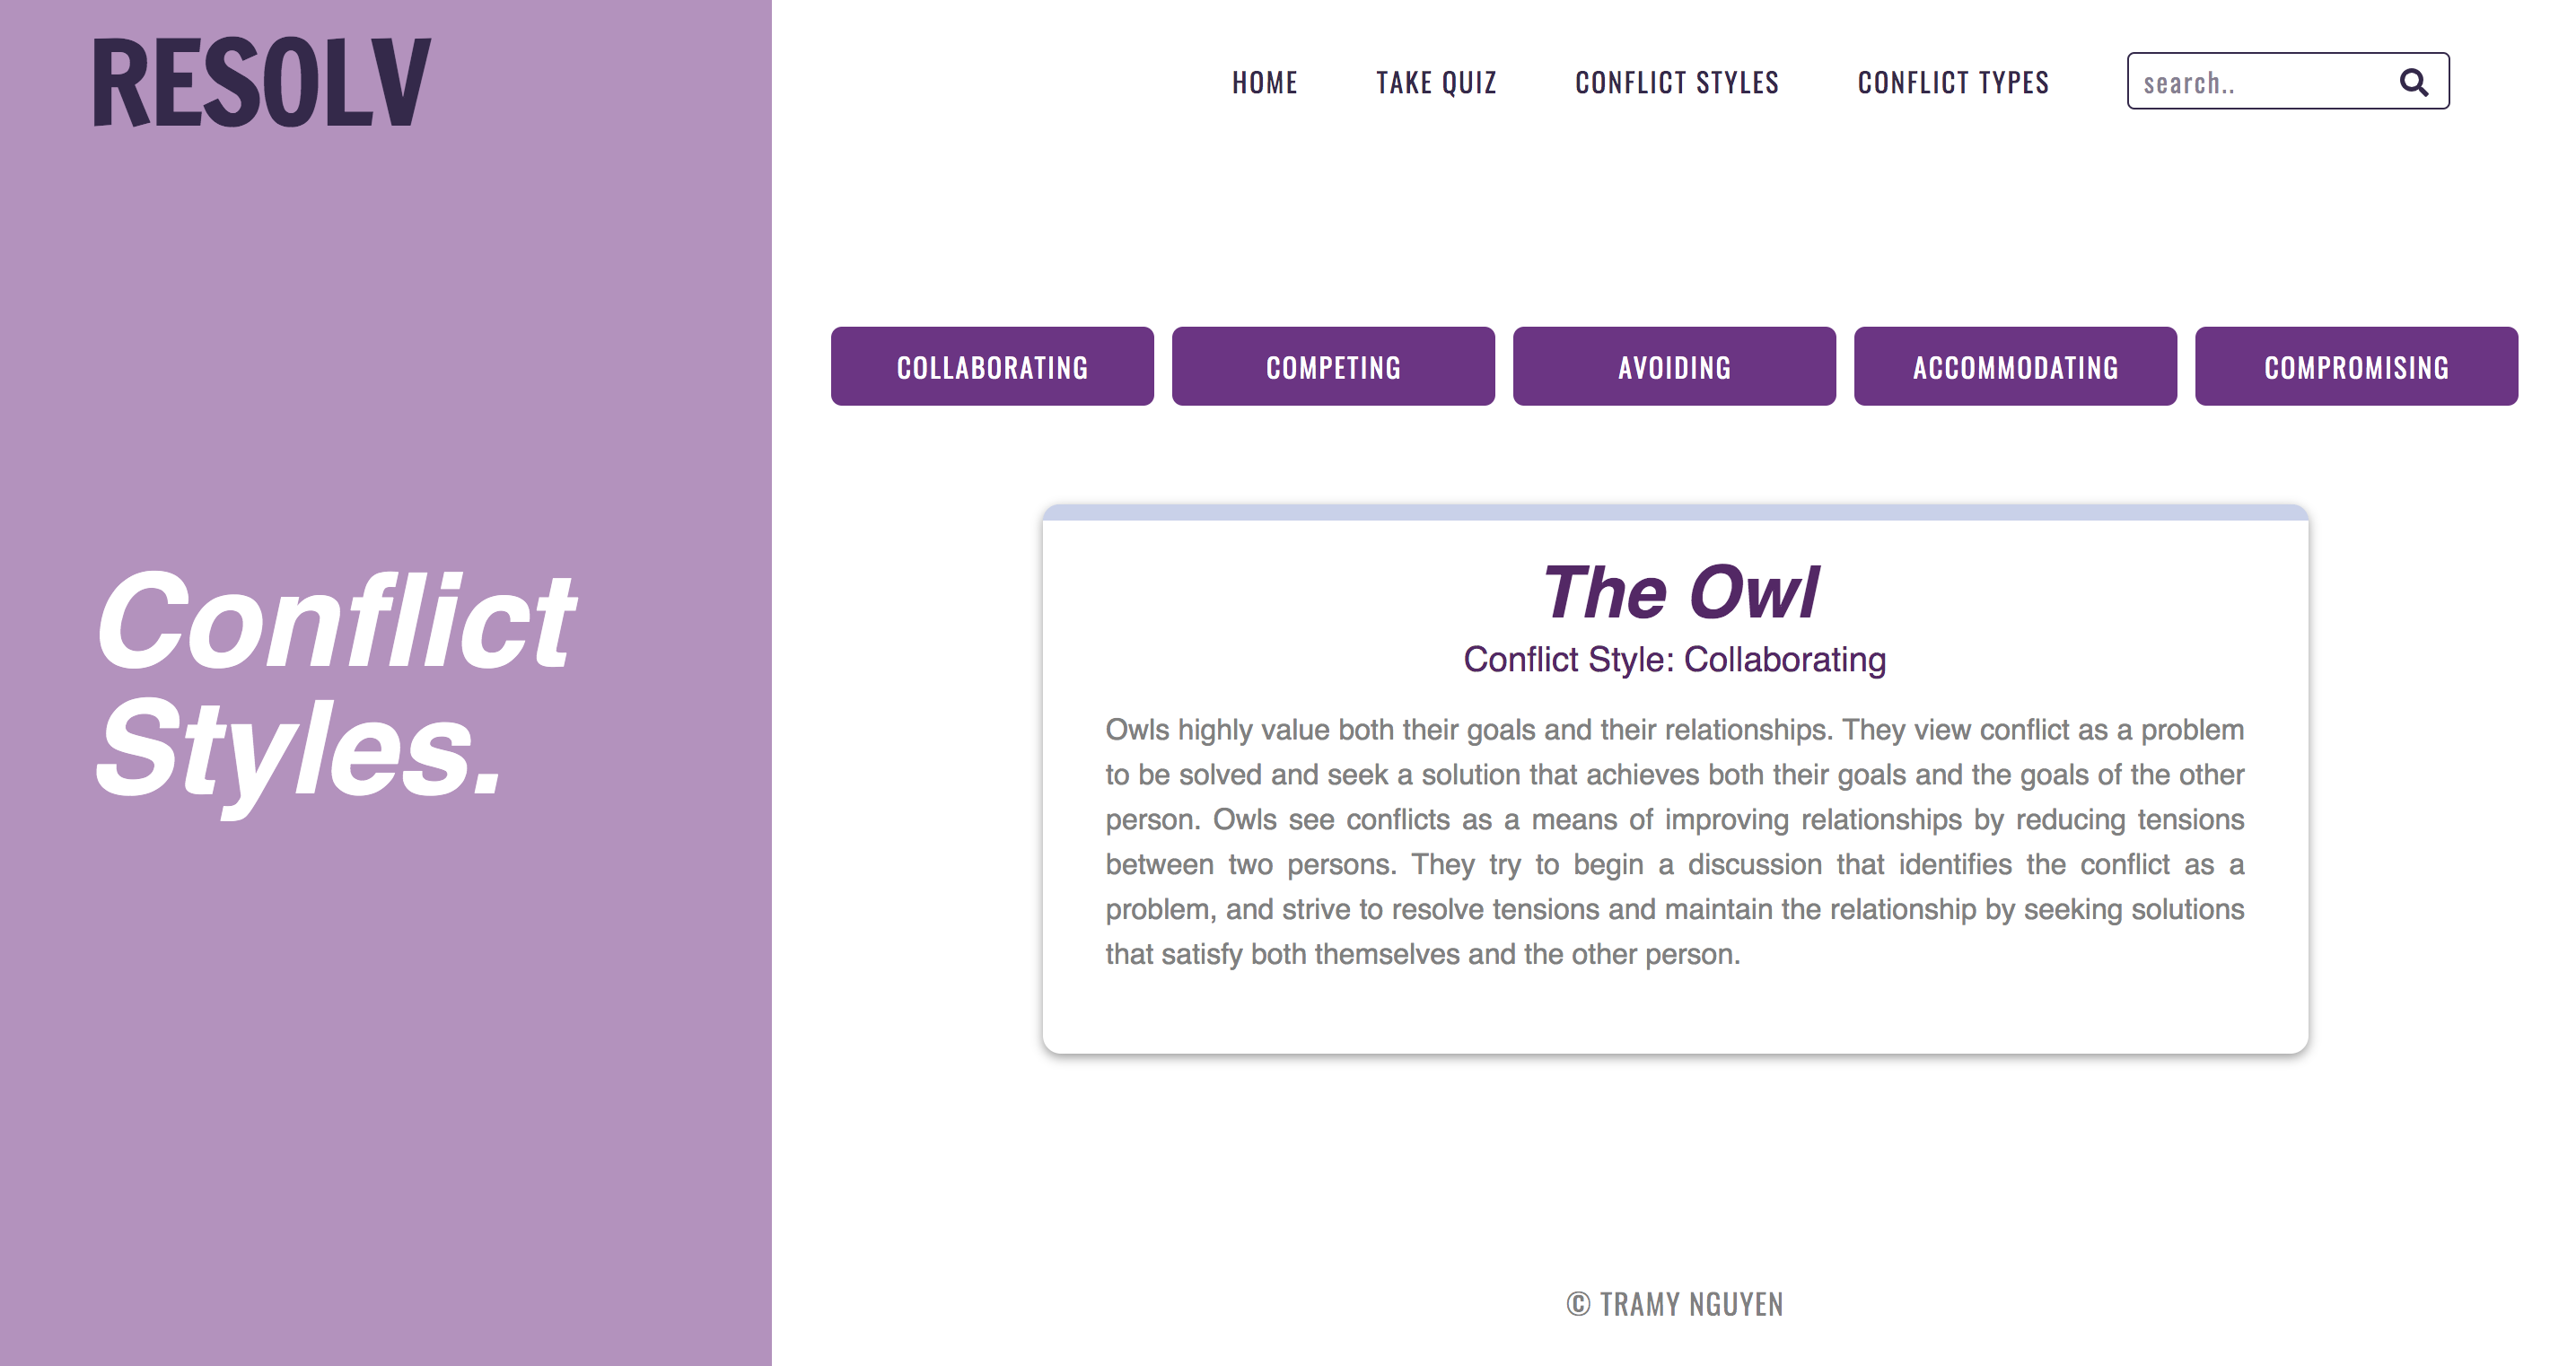 RESOLV
HOME TAKE QUIZ CONFLICT STYLES CONFLICT TYPES search..
COLLABORATING COMPETING AVOIDING ACCOMMODATING COMPROMISING
Conflict
Styles.
The Owl
Conflict Style: Collaborating
Owls highly value both their goals and their relationships. They view conflict as a problem
to be solved and seek a solution that achieves both their goals and the goals of the other
person. Owls see conflicts as a means of improving relationships by reducing tensions
between two persons. They try to begin a discussion that identifies the conflict as a
problem, and strive to resolve tensions and maintain the relationship by seeking solutions
that satisfy both themselves and the other person.
© TRAMY NGUYEN